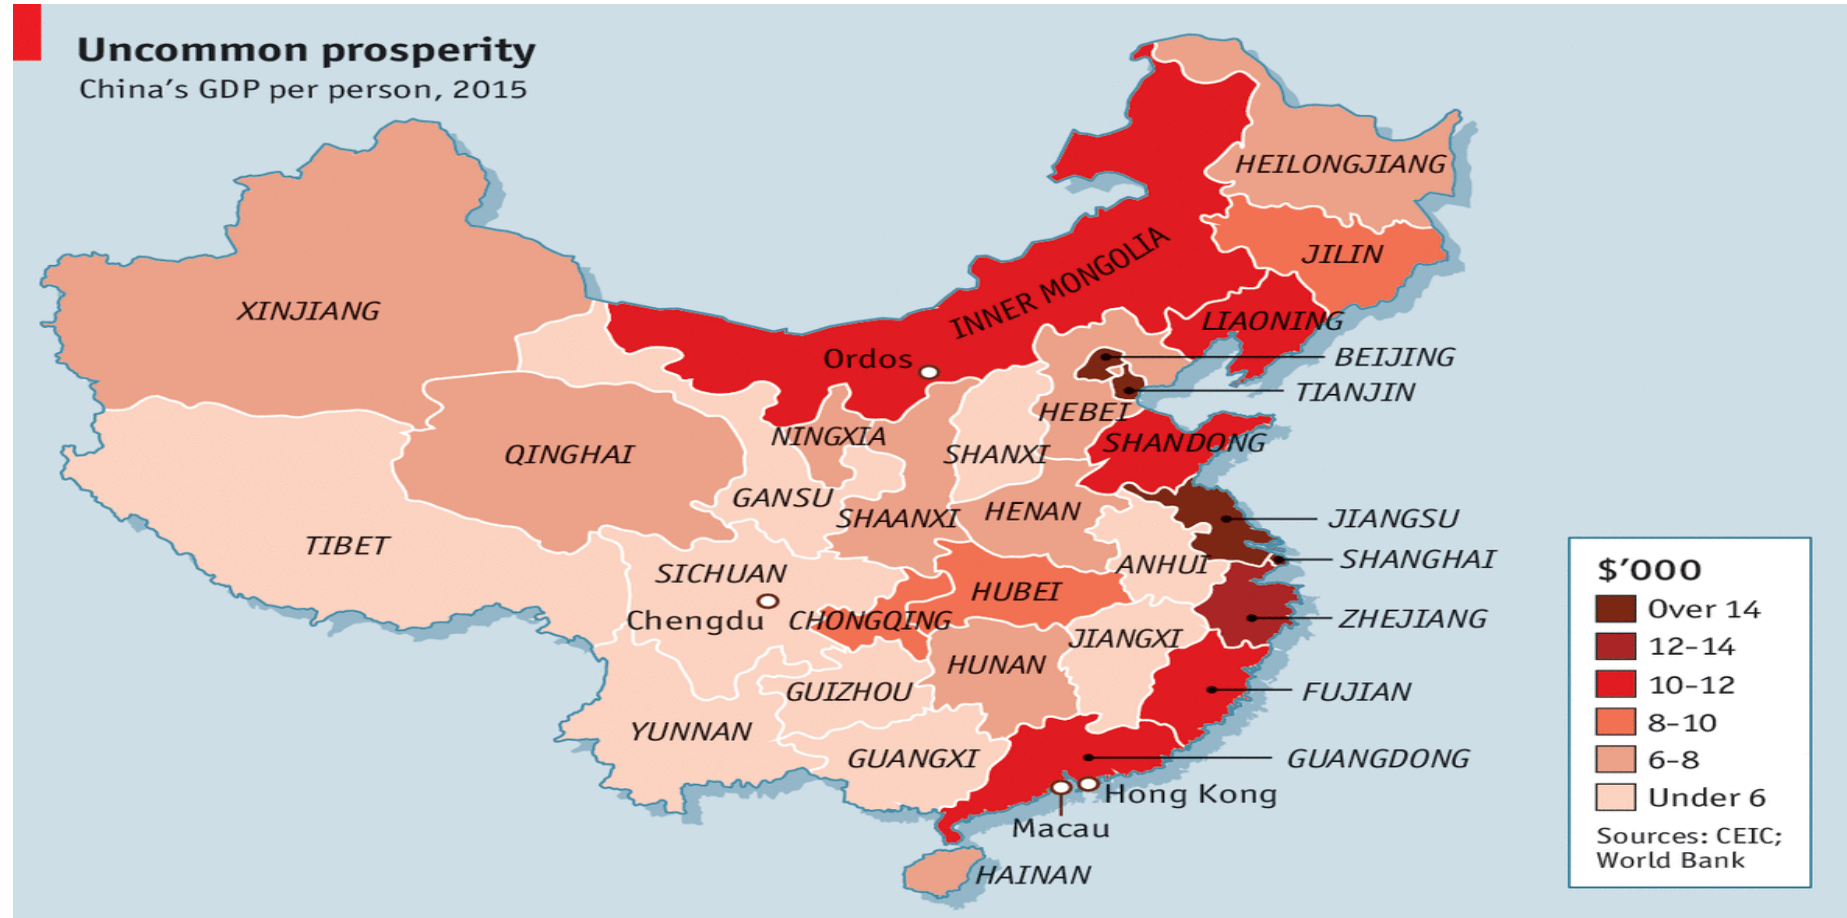 Uncommon prosperity
China's GDP per person, 2015
HEILONGJIANG
JILIN
INNER MONGOLIA
XINJIANG
LIAONING
Ordos
BEIJING
TIANJIN
HEBEI
NINGXIA
SHANDONG
QINGHAI
SHANXI
GANSU
SHAANXI
HENAN
JIANGSU
TIBET
SHANGHAI
ANHUI
SICHUAN
HUBEI
Chengdu
CHONGQING
ZHEJIANG
JIANGXI
HUNAN
GUIZHOU
FUJIAN
YUNNAN
GUANGXI
GUANGDONG
Hong Kong
Macau
HAINAN
$'000
Over 14
12-14
10-12
8-10
6-8
Under 6
Sources: CEIC;
World Bank